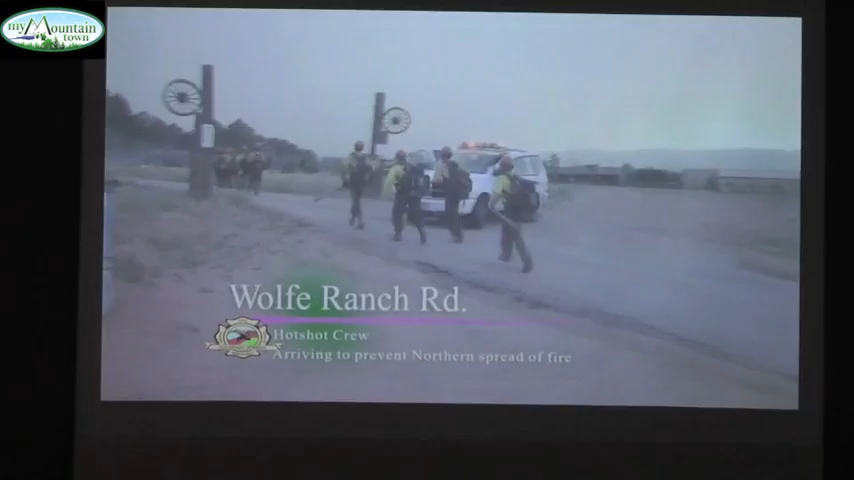 my Mountain
town
Wolfe Ranch Rd.
Hotshot Crew
Arriving to prevent Northern spread of fire